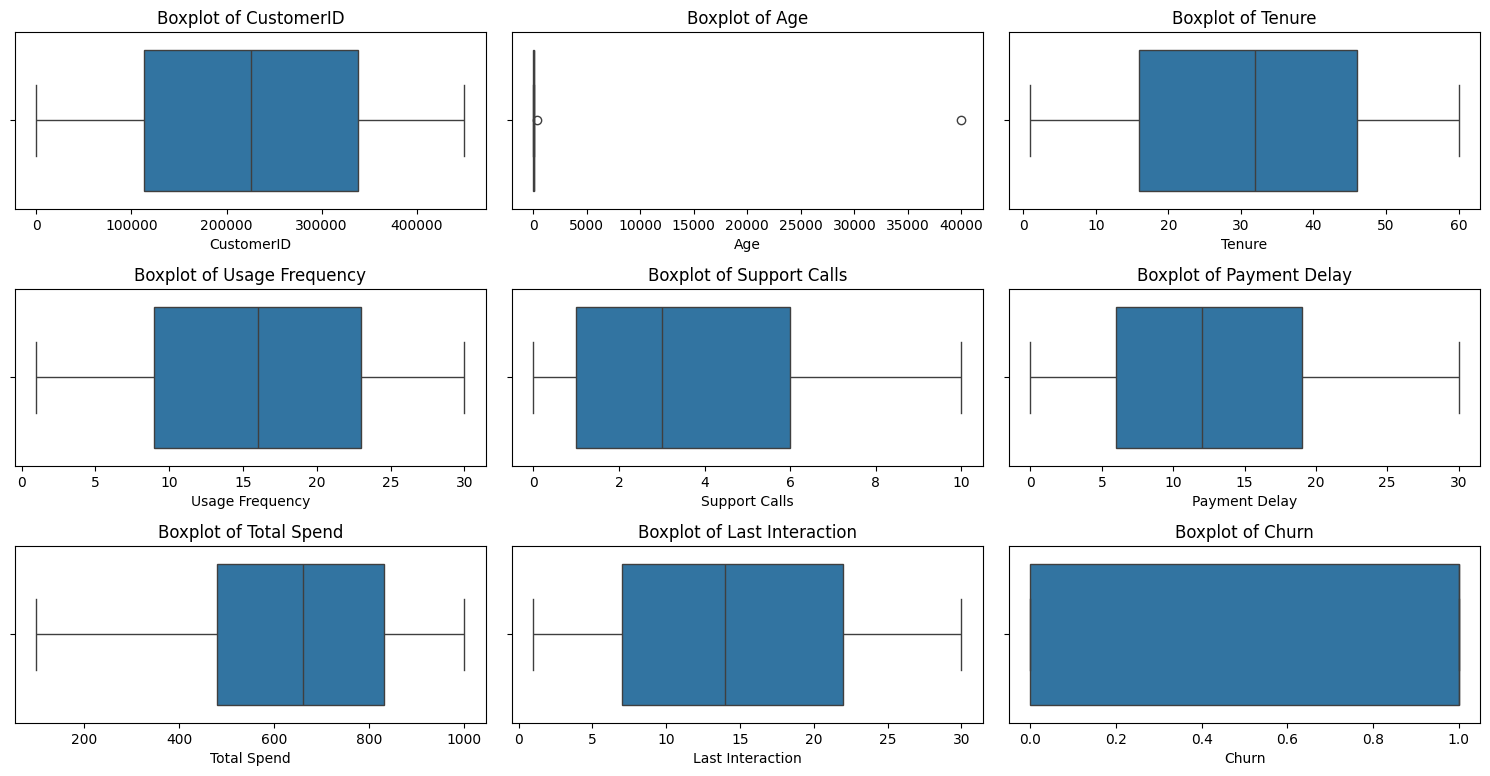 Boxplot of CustomerID
0 100000 200000 300000 400000
CustomerID
Boxplot of Age
0 5000 10000 15000 20000 25000 30000 35000 40000
Age
Boxplot of Tenure
0 10 20 30 40 50 60
Tenure
Boxplot of Usage Frequency
0 5 10 15 20 25 30
Usage Frequency
Boxplot of Support Calls
0 2 4 6 8 10
Support Calls
Boxplot of Payment Delay
0 5 10 15 20 25 30
Payment Delay
Boxplot of Total Spend
200 400 600 800 1000
Total Spend
Boxplot of Last Interaction
0 5 10 15 20 25 30
Last Interaction
Boxplot of Churn
0.0 0.2 0.4 0.6 0.8 1.0
Churn